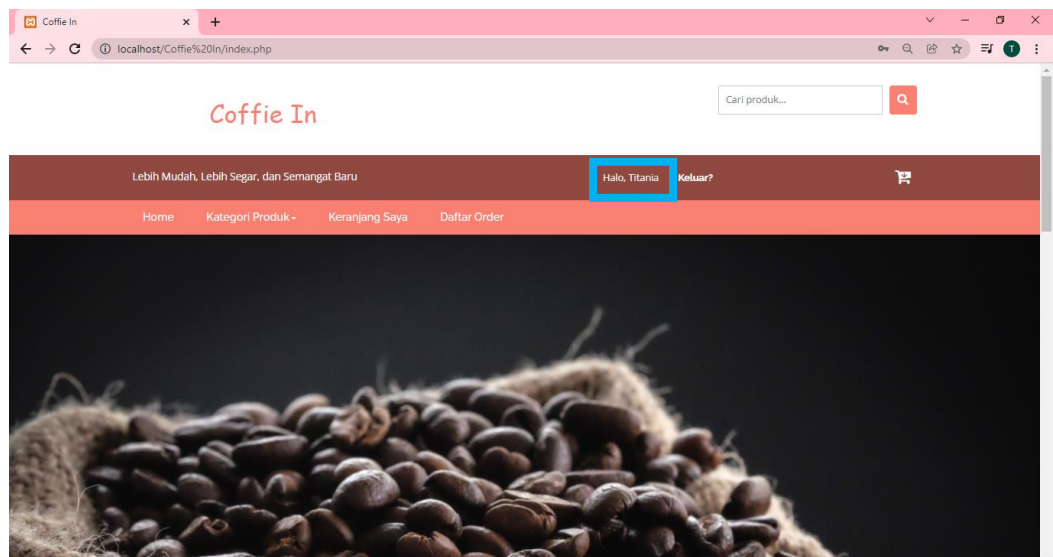 Coffie In
localhost/Coffie%20In/index.php
T
Coffie In
Cari produk...
Lebih Mudah, Lebih Segar, dan Semangat Baru
Halo, Titania
Keluar?
Home
Kategori Produk
Keranjang Saya
Daftar Order